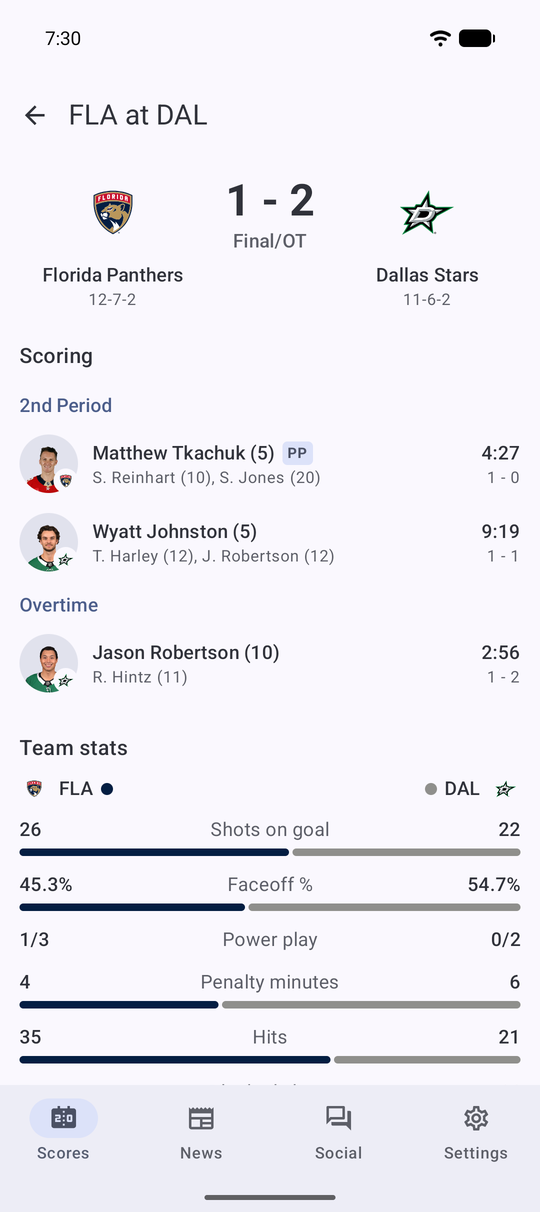 7:30
FLA at DAL
FLORIDA
1 - 2
Final/OT
Florida Panthers
12-7-2
Dallas Stars
11-6-2
Scoring
2nd Period
Matthew Tkachuk (5) PP 4:27
S. Reinhart (10), S. Jones (20) 1 - 0
Wyatt Johnston (5) 9:19
T. Harley (12), J. Robertson (12) 1 - 1
Overtime
Jason Robertson (10) 2:56
R. Hintz (11) 1 - 2
Team stats
FLA DAL
26 Shots on goal 22
45.3% Faceoff % 54.7%
1/3 Power play 0/2
4 Penalty minutes 6
35 Hits 21
2:0
Scores News Social Settings